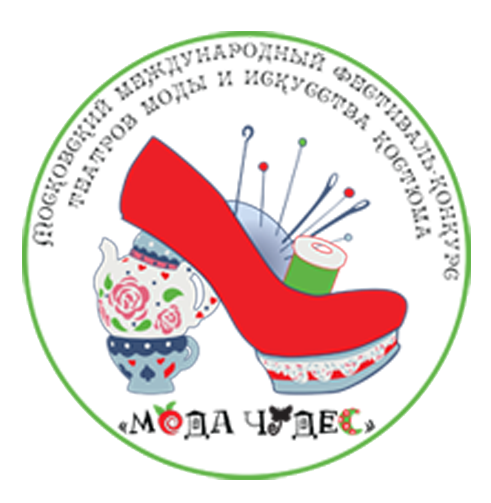 Московский международный фестиваль-конкурс
театров моды и искусства костюма
«Мода Чудес»